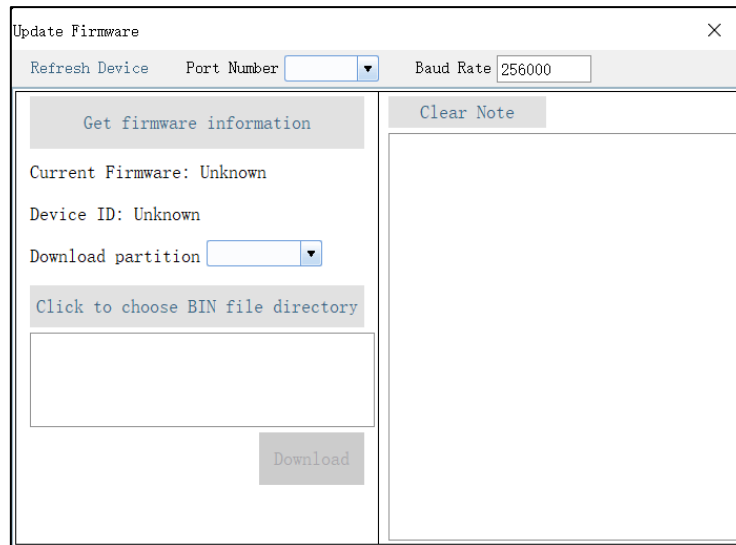 Update Firmware
Refresh Device Port Number Baud Rate 256000
Get firmware information
Current Firmware: Unknown
Device ID: Unknown
Download partition
Click to choose BIN file directory
Download
Clear Note